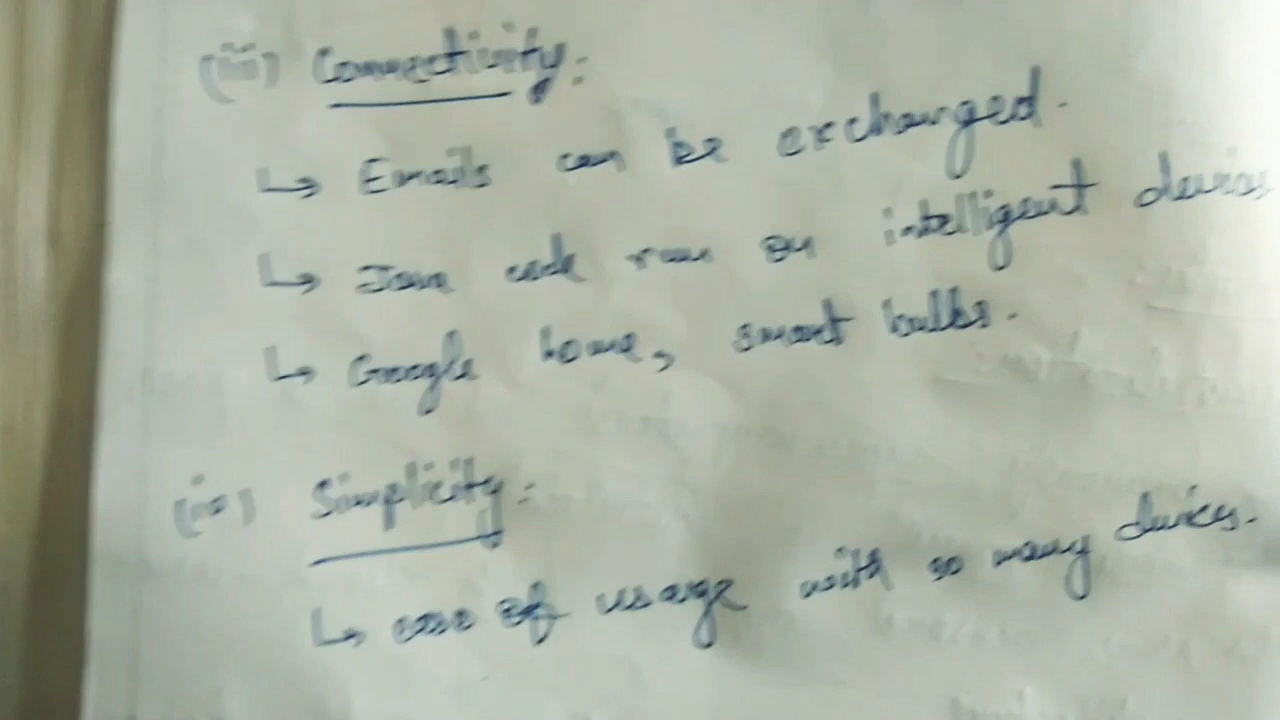 (iii) Connectivity:
↳ Emails can be exchanged.
↳ Java code run on intelligent devices
↳ Google home, smart bulbs.
(iv) Simplicity:
↳ ease of usage with so many devices.